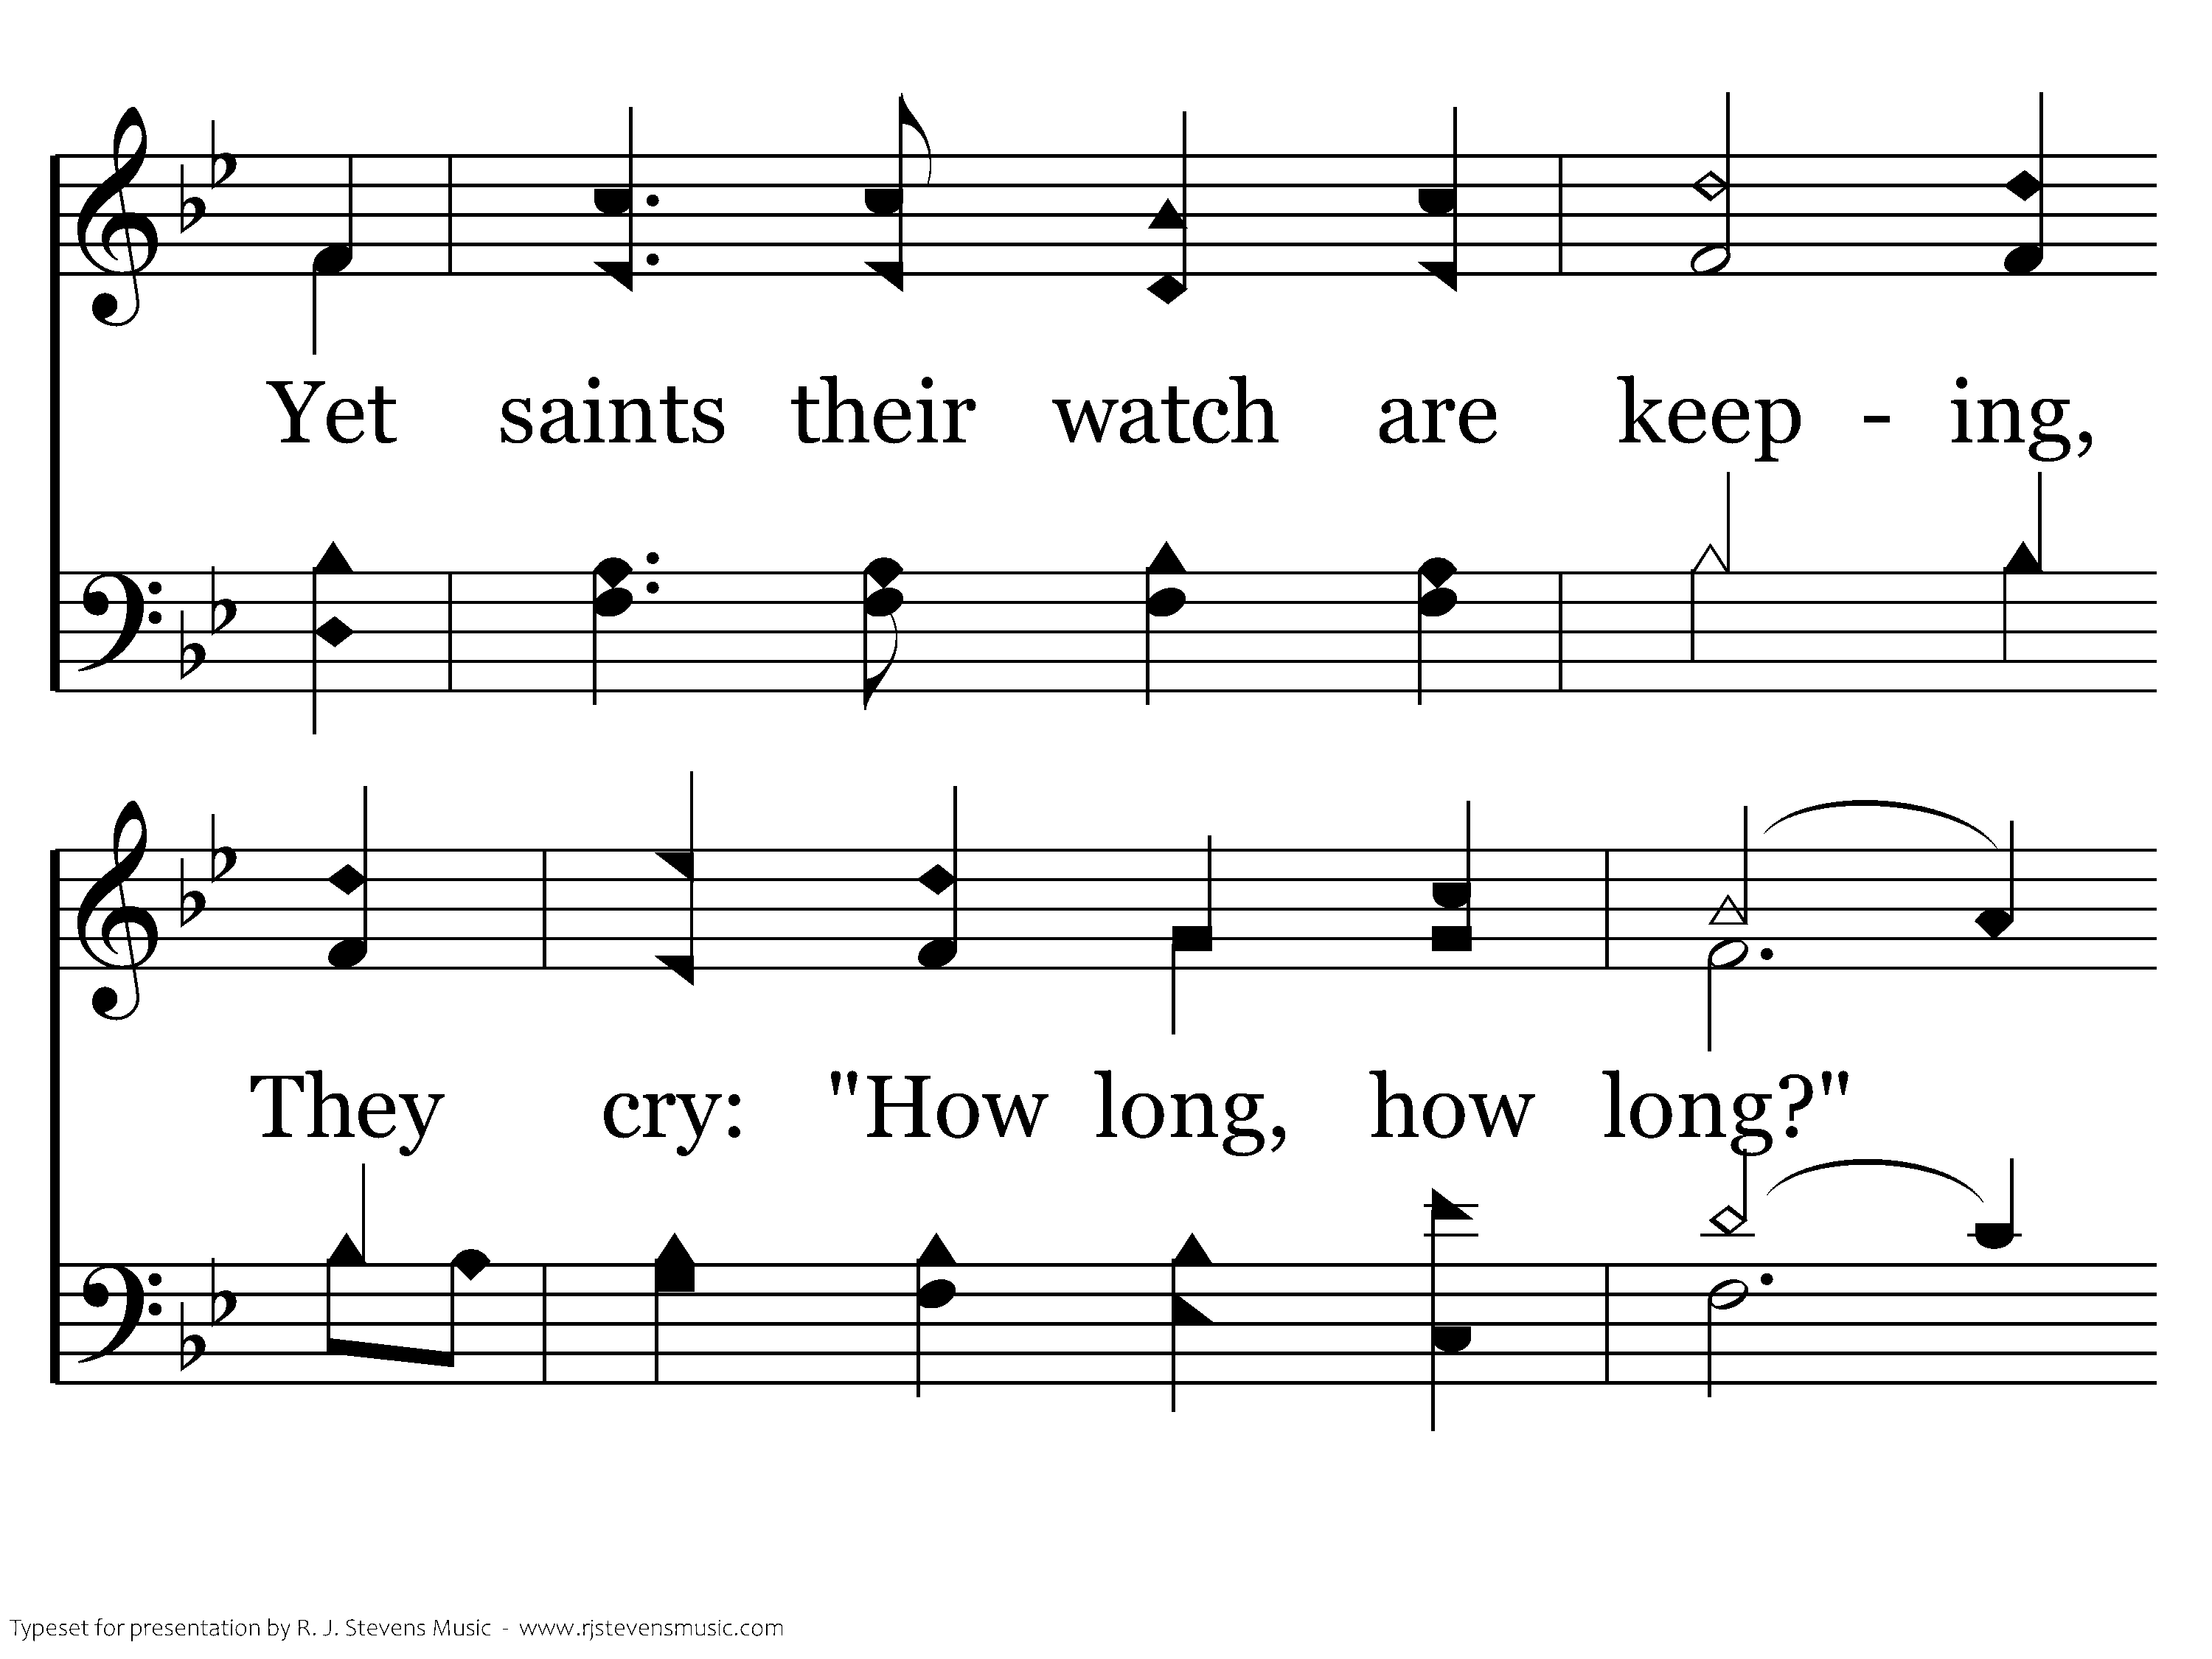 Yet saints their watch are keep - ing,
They cry: "How long, how long?"
Typeset for presentation by R. J. Stevens Music - www.rjstevensmusic.com